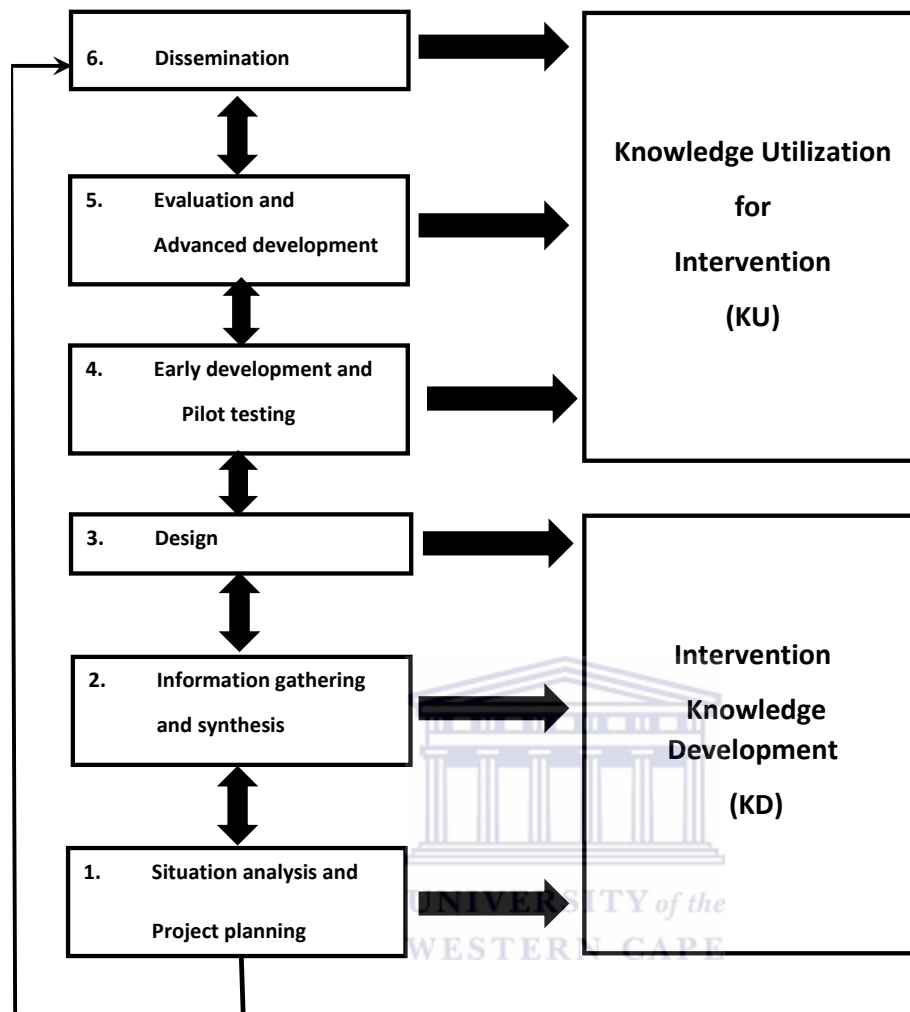 6. Dissemination
5. Evaluation and
Advanced development
4. Early development and
Pilot testing
3. Design
2. Information gathering
and synthesis
1. Situation analysis and
Project planning
Knowledge Utilization
for
Intervention
(KU)
Intervention
Knowledge
Development
(KD)
UNIVERSITY of the
WESTERN CAPE